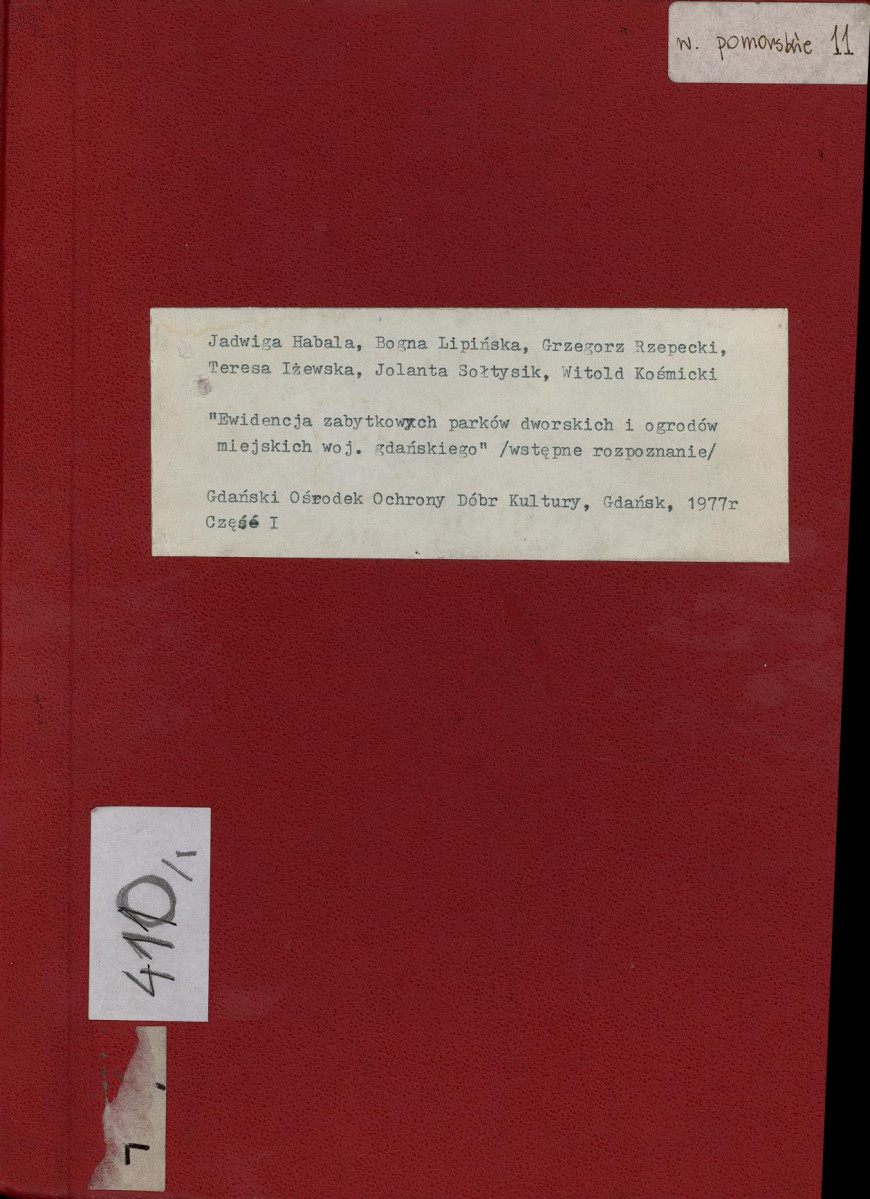 w. pomorskie 11
Jadwiga Habala, Bogna Lipińska, Grzegorz Rzepecki,
Teresa Iżewska, Jolanta Sołtysik, Witold Kośmicki
"Ewidencja zabytkowych parków dworskich i ogrodów
miejskich woj. gdańskiego" /wstępne rozpoznanie/
Gdański Ośrodek Ochrony Dóbr Kultury, Gdańsk, 1977r
Część I
4110/1